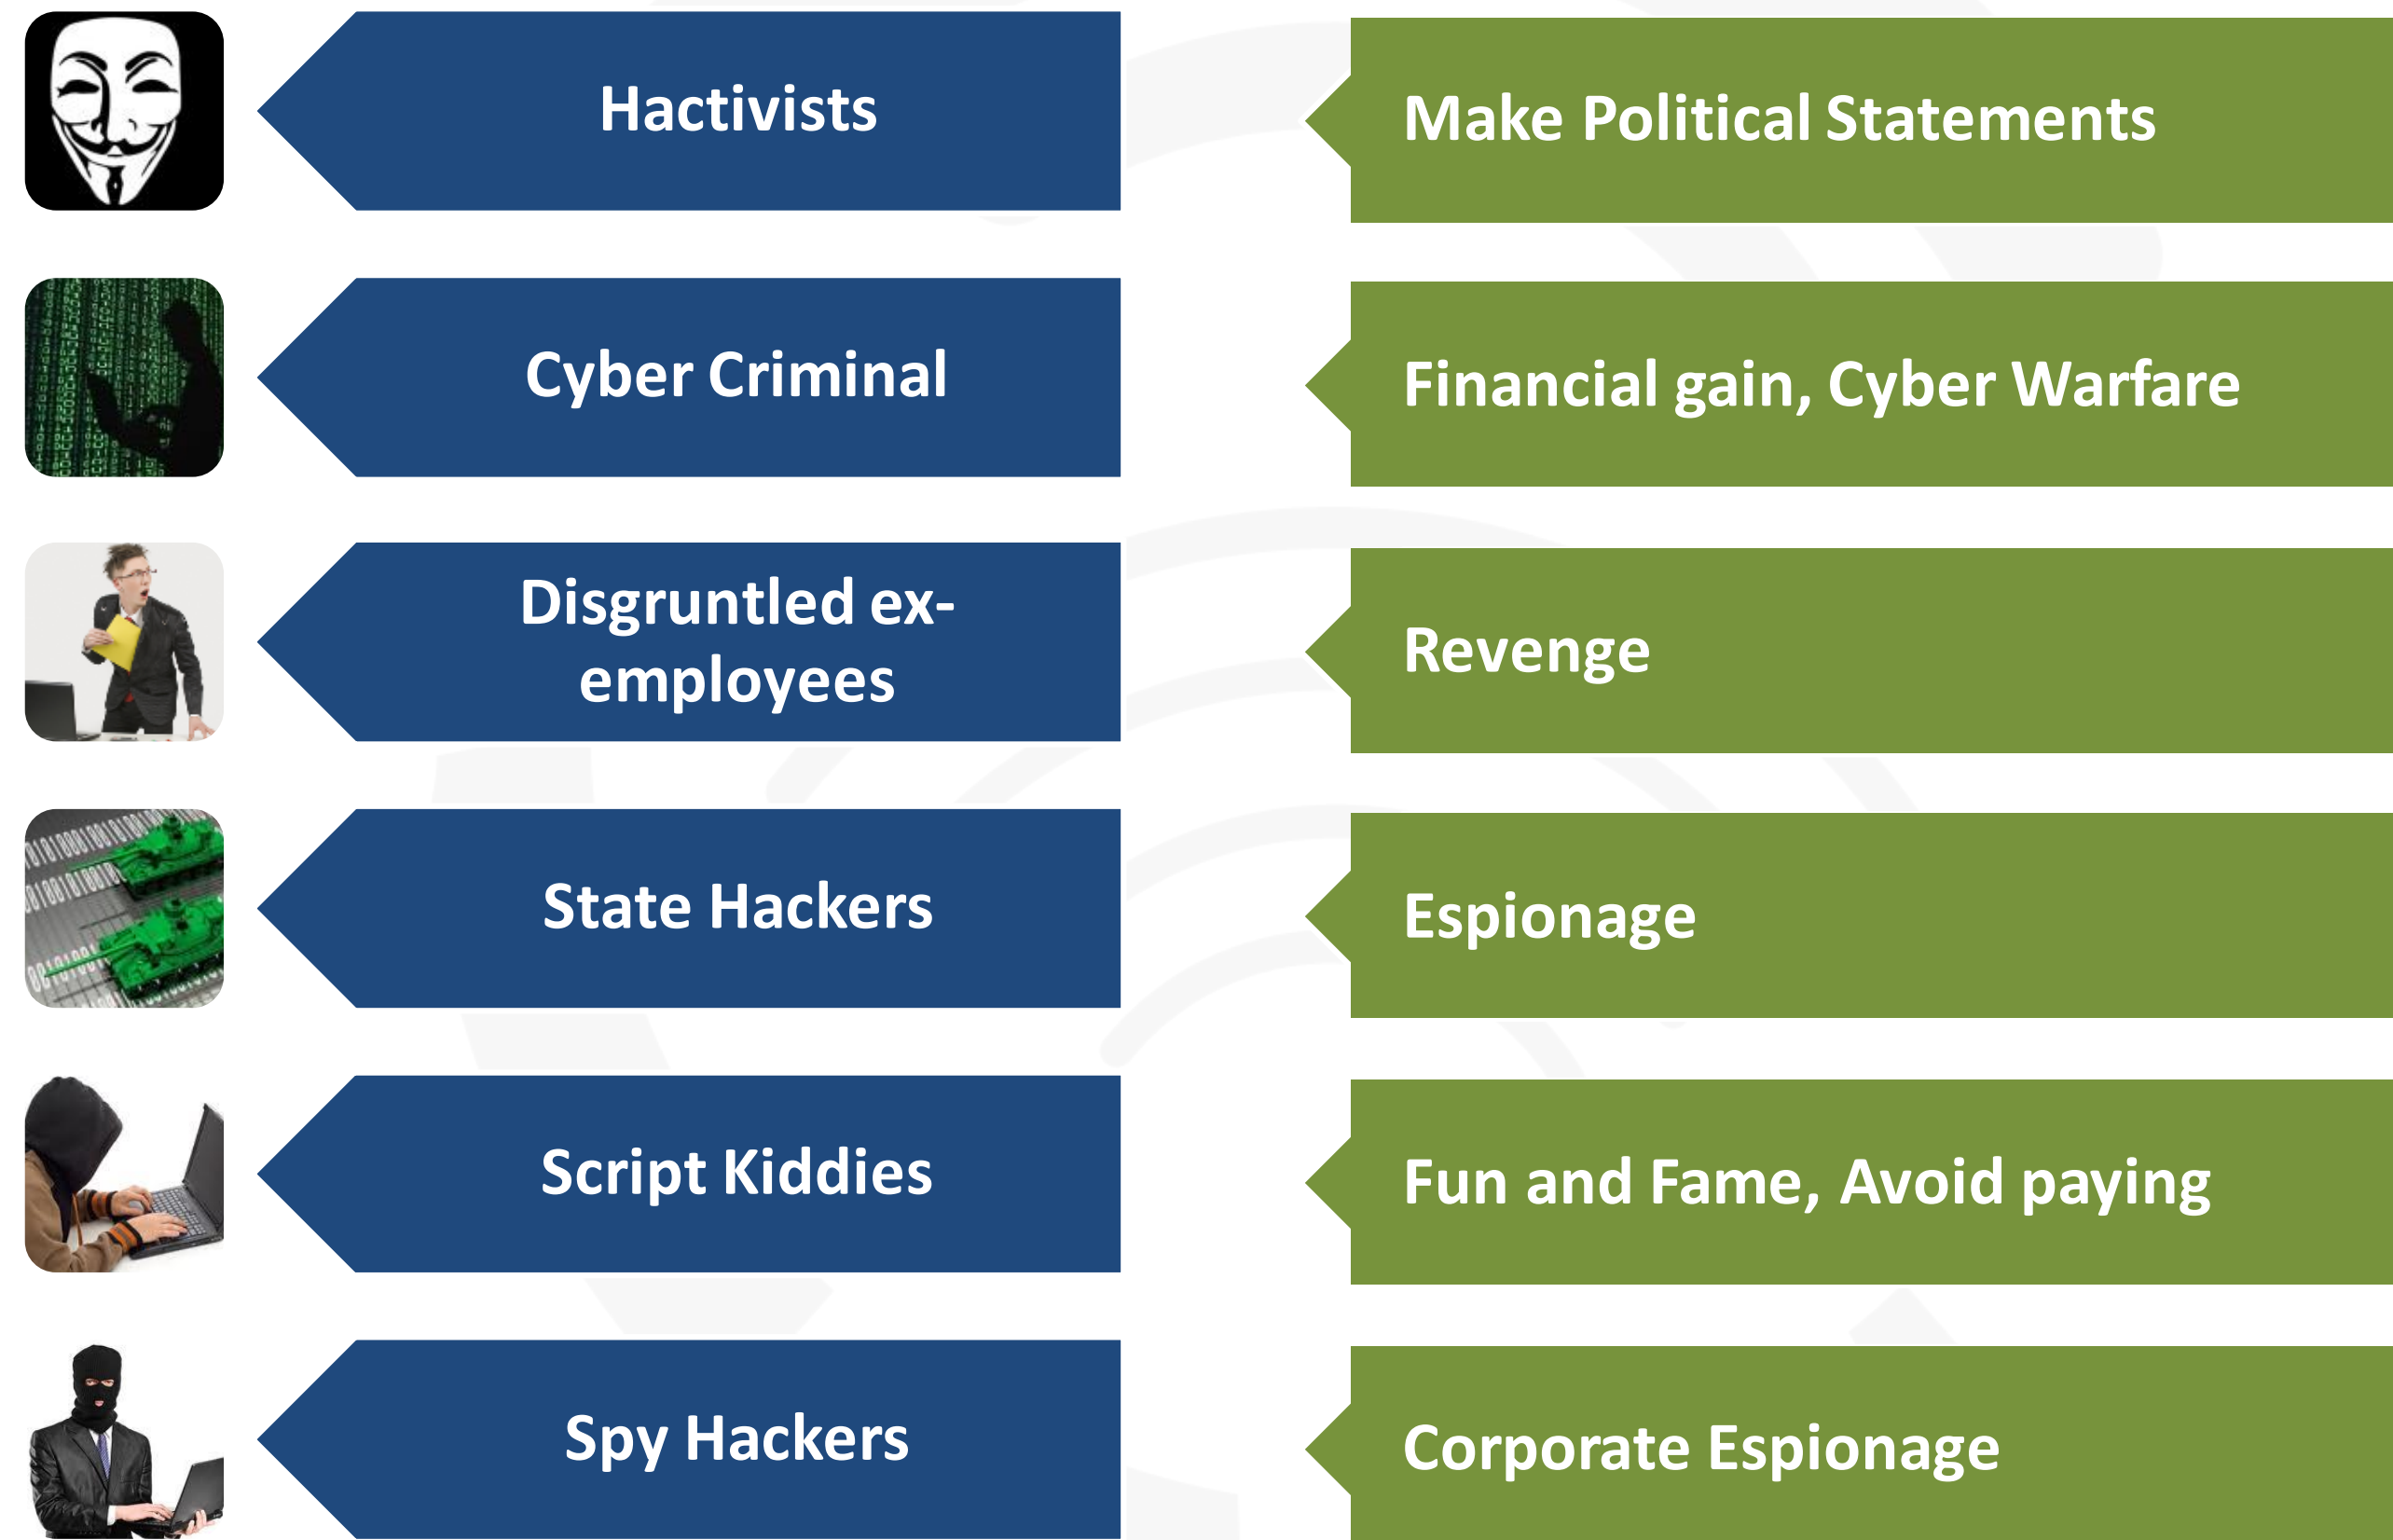 Hactivists
Make Political Statements
Cyber Criminal
Financial gain, Cyber Warfare
Disgruntled ex-
employees
Revenge
State Hackers
Espionage
Script Kiddies
Fun and Fame, Avoid paying
Spy Hackers
Corporate Espionage